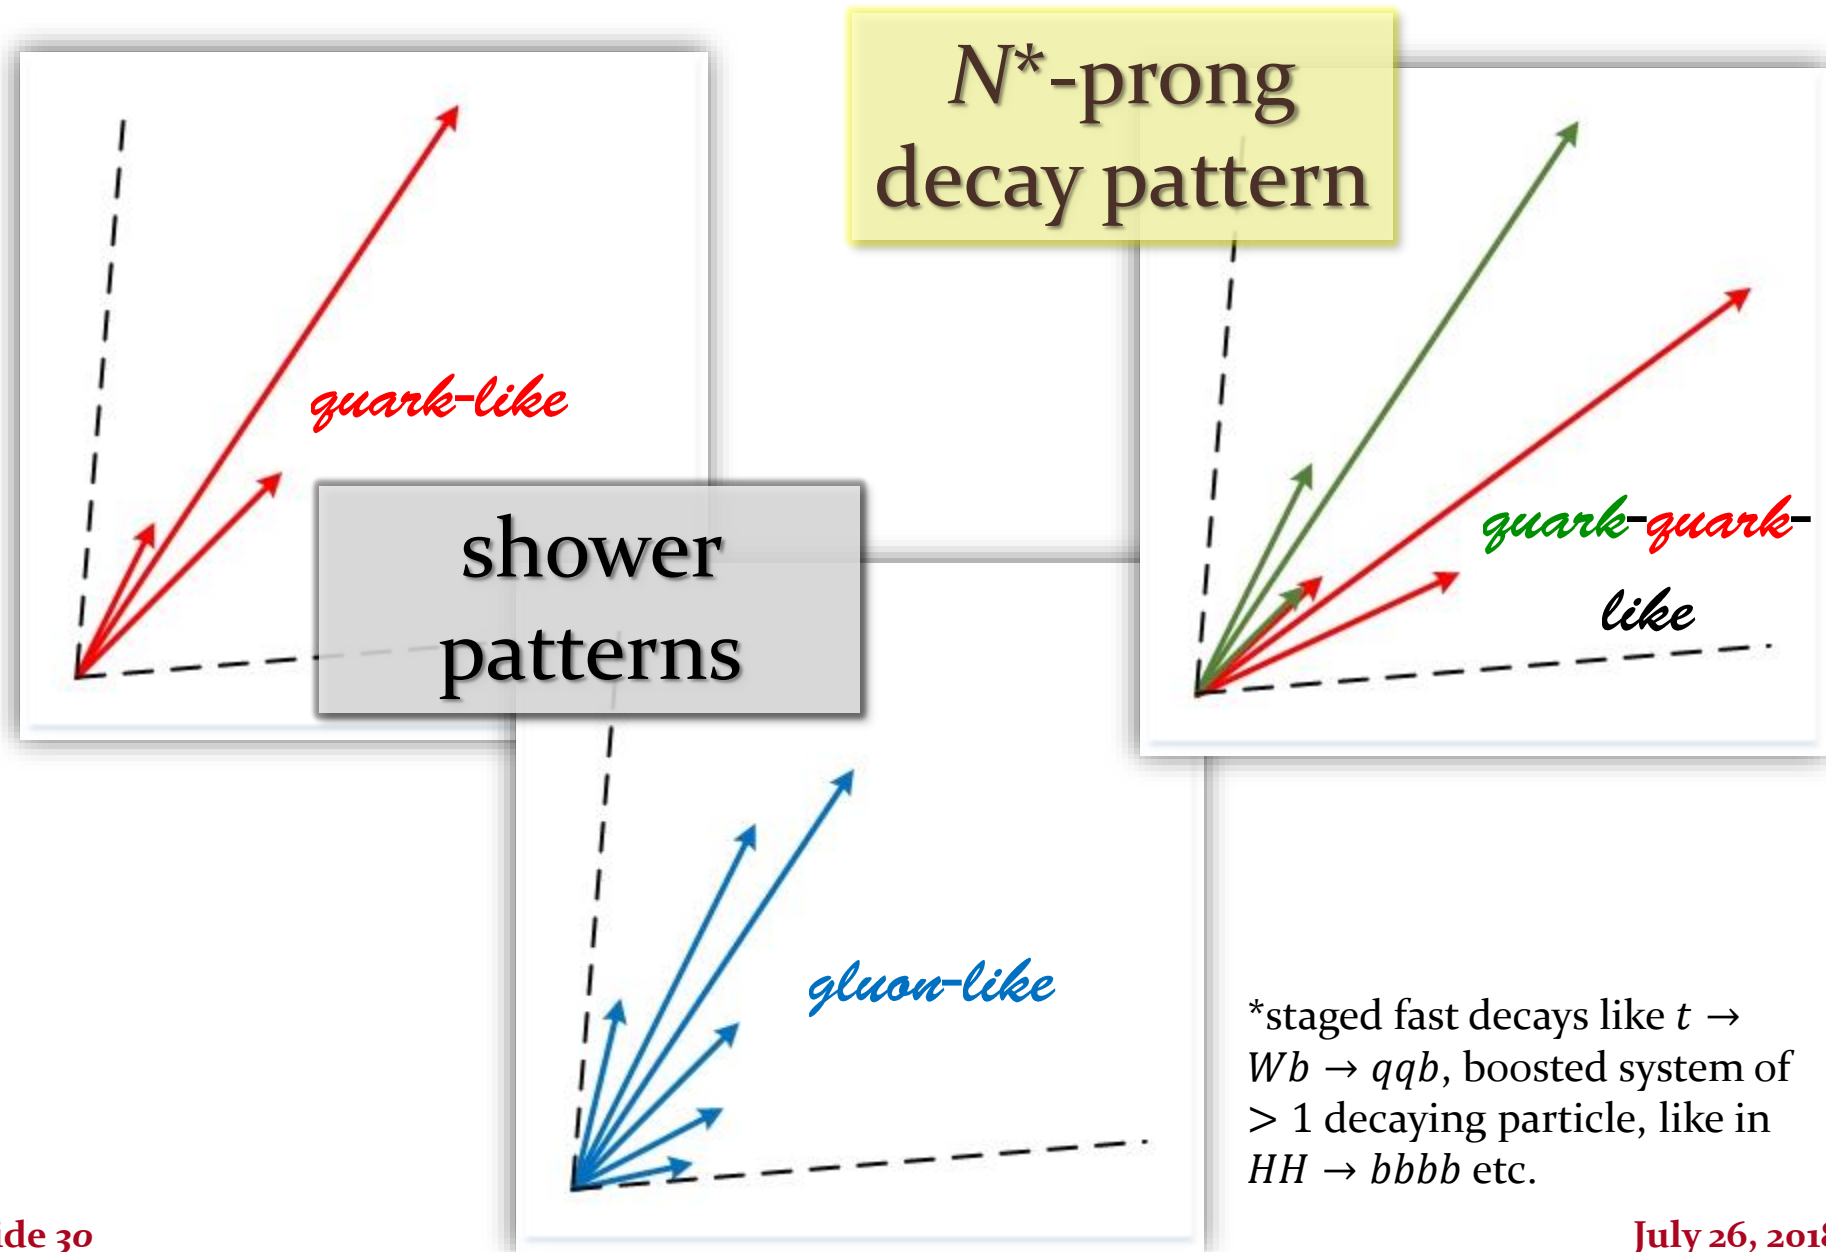 N*-prong
decay pattern
quark-like
shower
patterns
quark-quark-
like
gluon-like
*staged fast decays like t →
Wb → qqb, boosted system of
> 1 decaying particle, like in
HH → bbbb etc.
ide 30
July 26, 2018